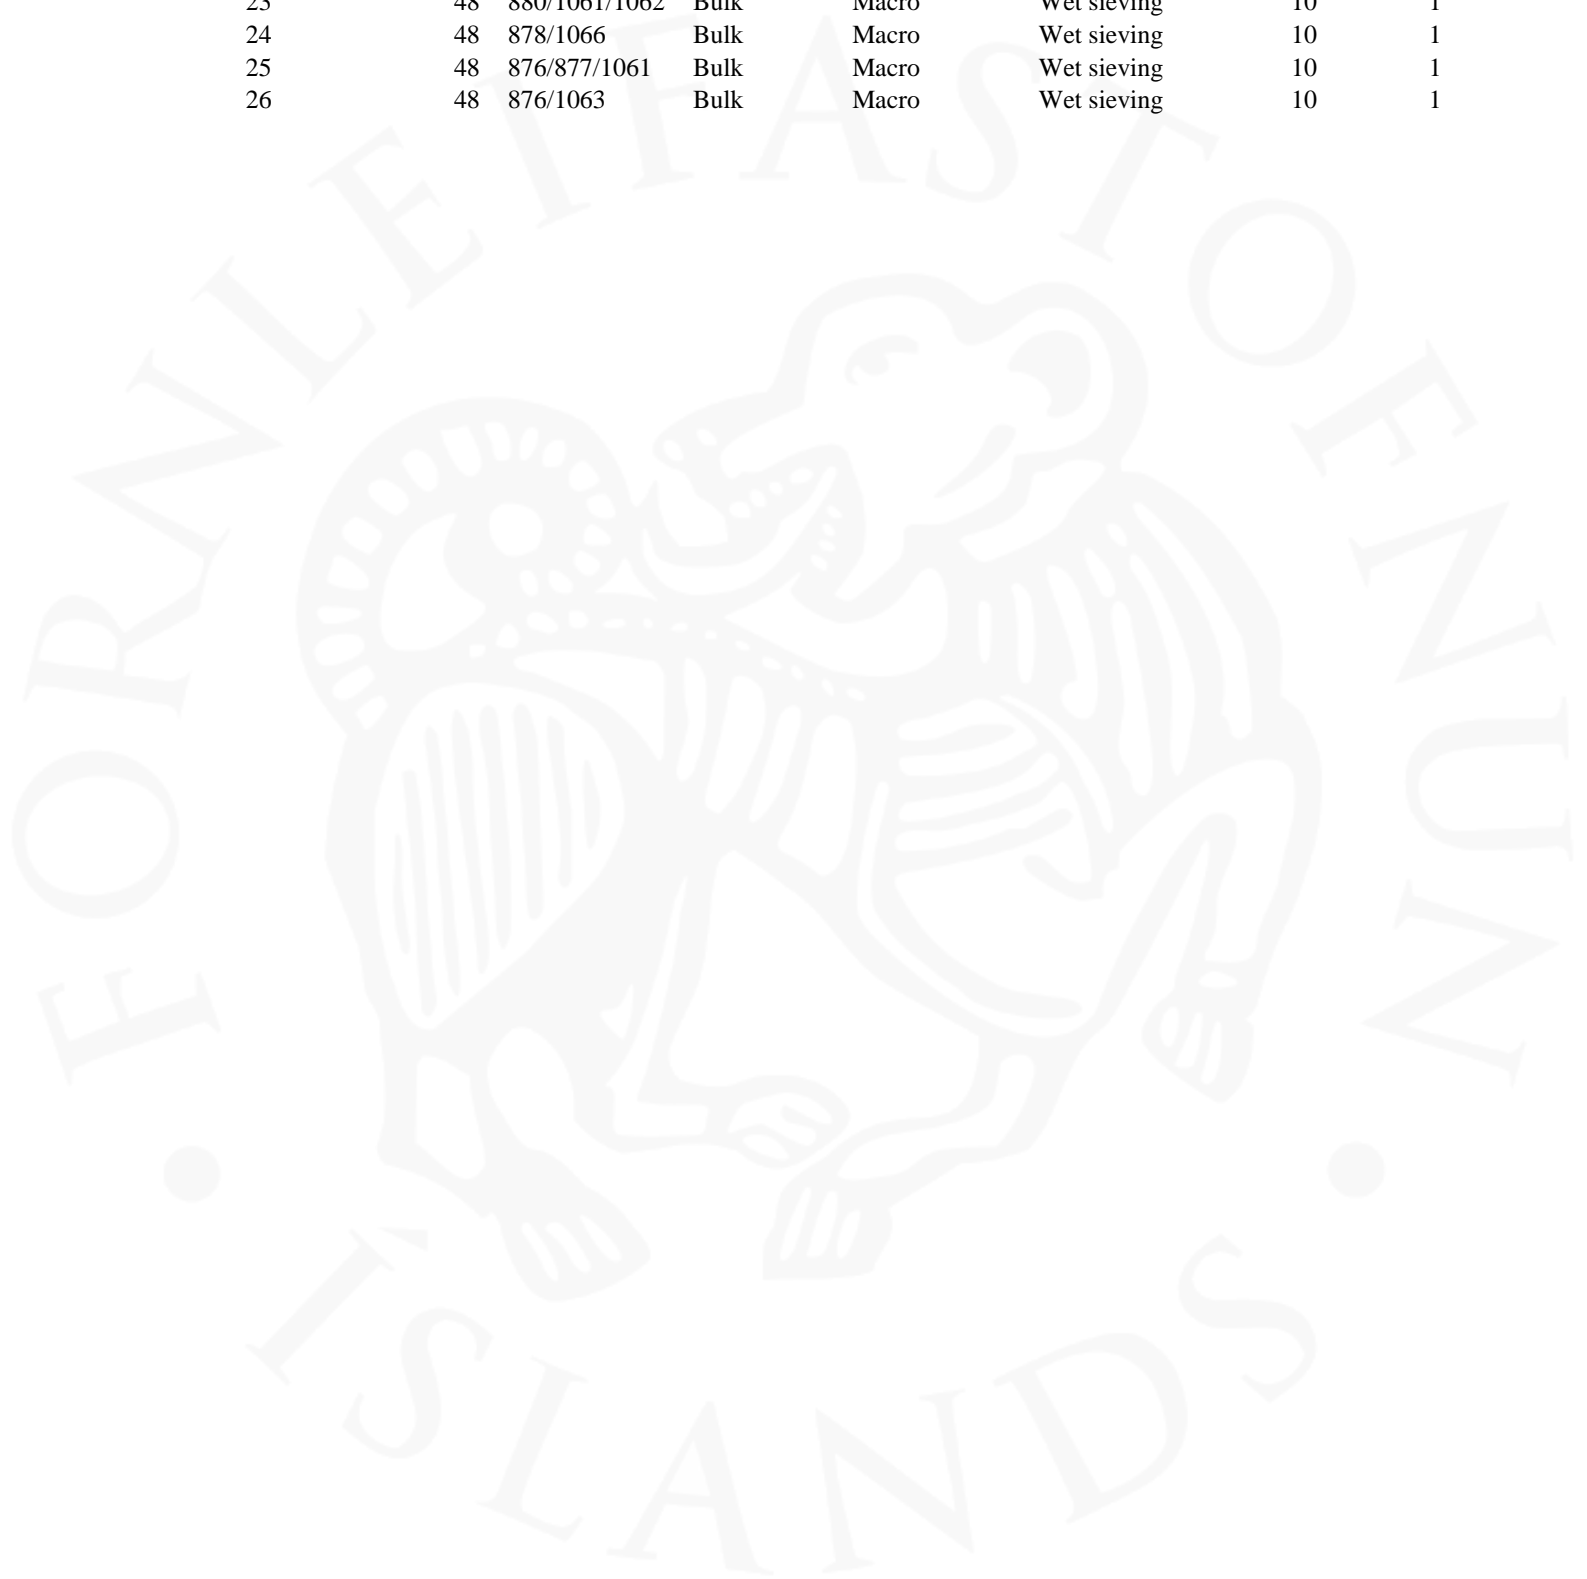 23 48 880/1061/1062 Bulk Macro Wet sieving 10 1
24 48 878/1066 Bulk Macro Wet sieving 10 1
25 48 876/877/1061 Bulk Macro Wet sieving 10 1
26 48 876/1063 Bulk Macro Wet sieving 10 1
FORNLEIFASTOFNUN
ÍSLANDS